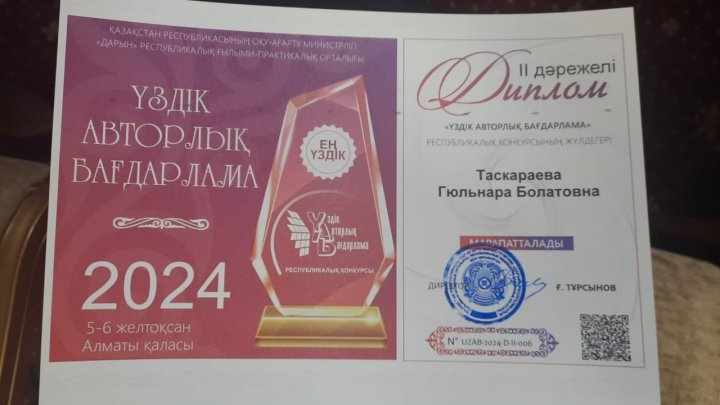 ҚАЗАҚСТАН РЕСПУБЛИКАСЫНЫҢ ОҚУ-АҒАРТУ МИНИСТРЛІГІ
«ДАРЫН» РЕСПУБЛИКАЛЫҚ ҒЫЛЫМИ-ПРАКТИКАЛЫҚ ОРТАЛЫҒЫ
ҮЗДІК
АВТОРЛЫҚ
БАҒДАРЛАМА
2024
5-6 желтоқсан
Алматы қаласы
ЕҢ
ҮЗДІК
Үздік
Авторлық
Бағдарлама
РЕСПУБЛИКАЛЫҚ КОНКУРСЫ
II дәрежелі
Диплом
«ҮЗДІК АВТОРЛЫҚ БАҒДАРЛАМА»
РЕСПУБЛИКАЛЫҚ КОНКУРСЫНЫҢ ЖҮЛДЕГЕРІ
Таскараева
Гюльнара Болатовна
МАРАПАТТАЛАДЫ
ДИРЕКТОР Ғ. ТҰРСЫНОВ
N° UZAB-2024-D-II-006